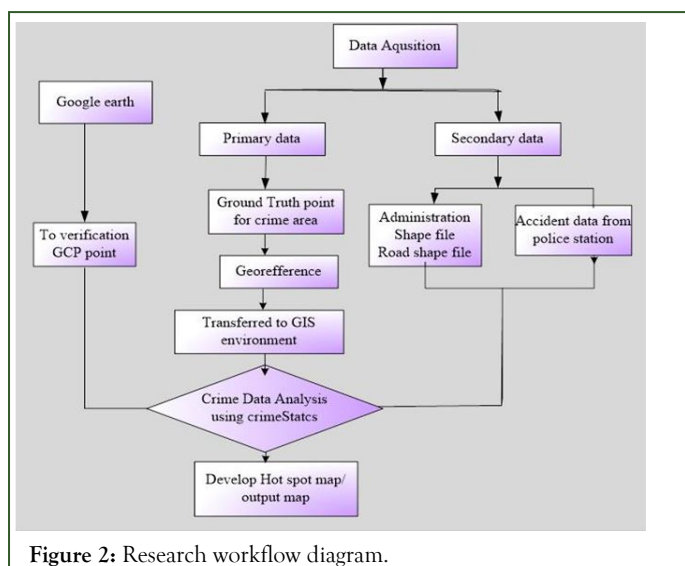 Data Aqusition
Google earth
Primary data
Secondary data
Ground Truth point
for crime area
Administration
Shape file
Road shape file
Accident data from
police station
To verification
GCP point
Georefference
Transferred to GIS
environment
Crime Data Analysis
using crimeStatcs
Develop Hot spot map/
output map
Figure 2: Research workflow diagram.